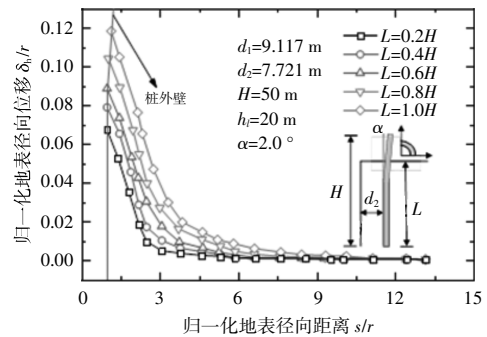 0.12
0.10
0.08
0.06
0.04
0.02
0.00
归一化地表径向位移 δₕ/r
桩外壁
d₁=9.117 m
d₂=7.721 m
H=50 m
hₗ=20 m
α=2.0 °
L=0.2H
L=0.4H
L=0.6H
L=0.8H
L=1.0H
α
H
d₂
L
0
3
6
9
12
15
归一化地表径向距离 s/r